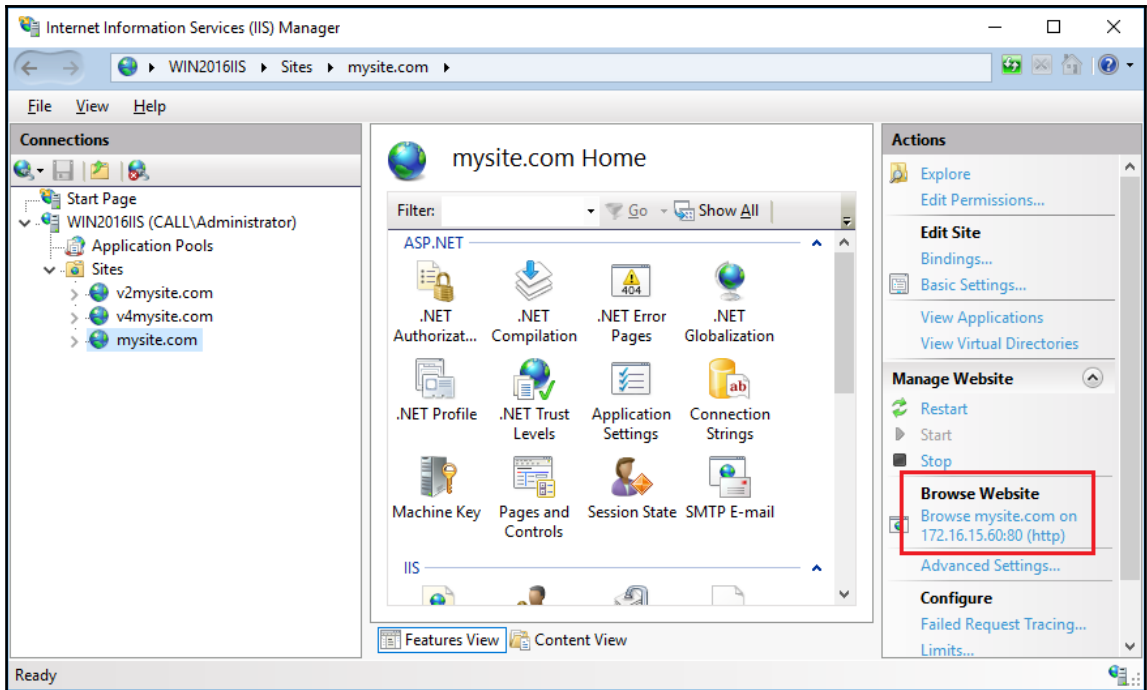 Internet Information Services (IIS) Manager
WIN2016IIS Sites mysite.com
File View Help
Connections
Start Page
WIN2016IIS (CALL\Administrator)
Application Pools
Sites
v2mysite.com
v4mysite.com
mysite.com
mysite.com Home
Filter: Go Show All
ASP.NET
.NET Authorizat...
.NET Compilation
404
.NET Error Pages
.NET Globalization
.NET Profile
.NET Trust Levels
Application Settings
ab
Connection Strings
Machine Key
Pages and Controls
Session State
SMTP E-mail
IIS
Features View Content View
Actions
Explore
Edit Permissions...
Edit Site
Bindings...
Basic Settings...
View Applications
View Virtual Directories
Manage Website
Restart
Start
Stop
Browse Website
Browse mysite.com on
172.16.15.60:80 (http)
Advanced Settings...
Configure
Failed Request Tracing...
Limits...
Ready